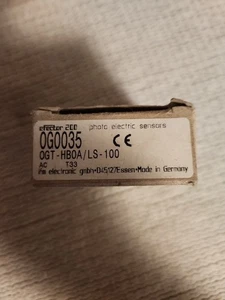 efector 200 photo electric sensors
OG0035 CE
OGT-HBOA/LS-100
AC T33
ifm electronic gmbh•D45127Essen•Made in Germany